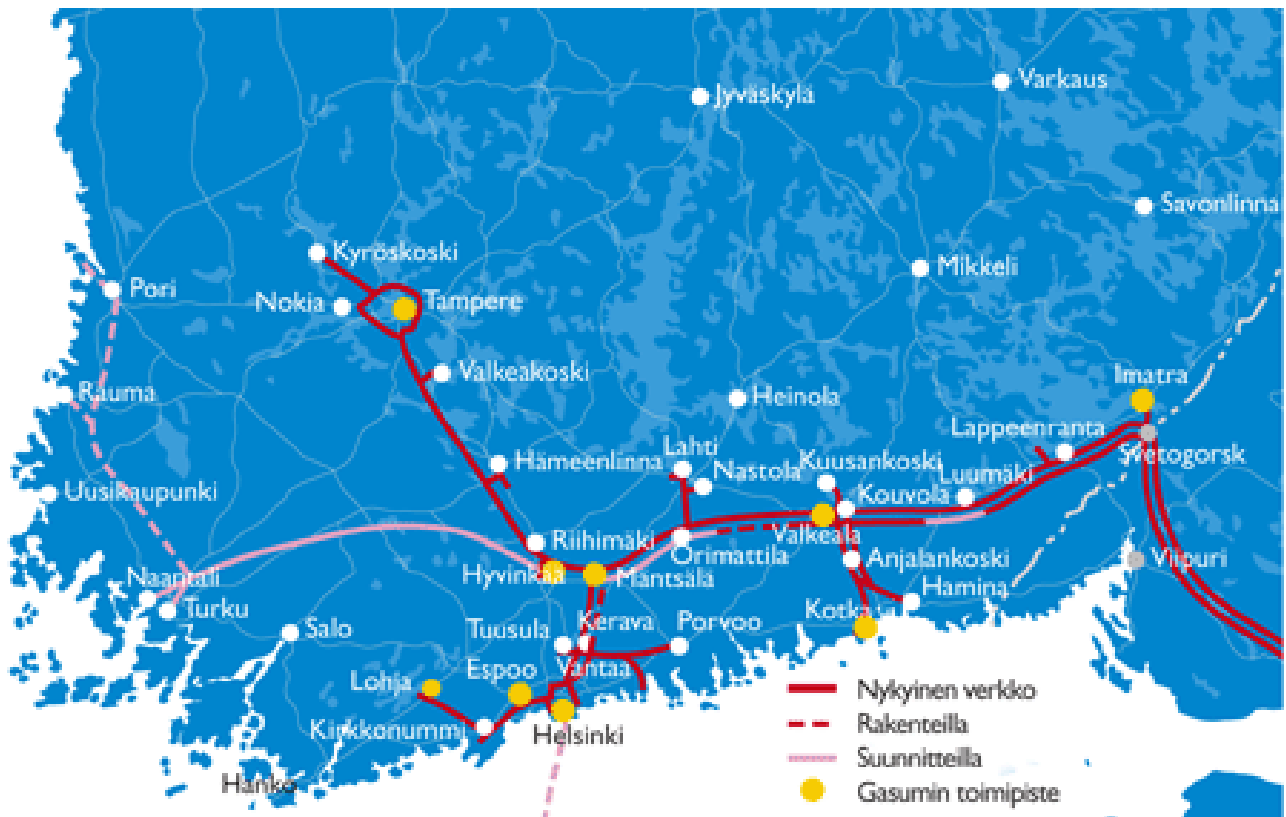 Jyväskylä
Varkaus
Savonlinna
Kyröskoski
Mikkeli
Pori
Nokia
Tampere
Valkeakoski
Imatra
Rauma
Heinola
Lappeenranta
Lahti
Svetogorsk
Hämeenlinna
Nastola
Kuusankoski
Luumäki
Uusikaupunki
Kouvola
Valkeala
Riihimäki
Orimattila
Anjalankoski
Viipuri
Naantali
Hyvinkää
Mäntsälä
Hamina
Turku
Kotka
Salo
Tuusula
Kerava
Porvoo
Espoo
Vantaa
Lohja
Kirkkonummi
Helsinki
Hanko
Nykyinen verkko
Rakenteilla
Suunnitteilla
Gasumin toimipiste